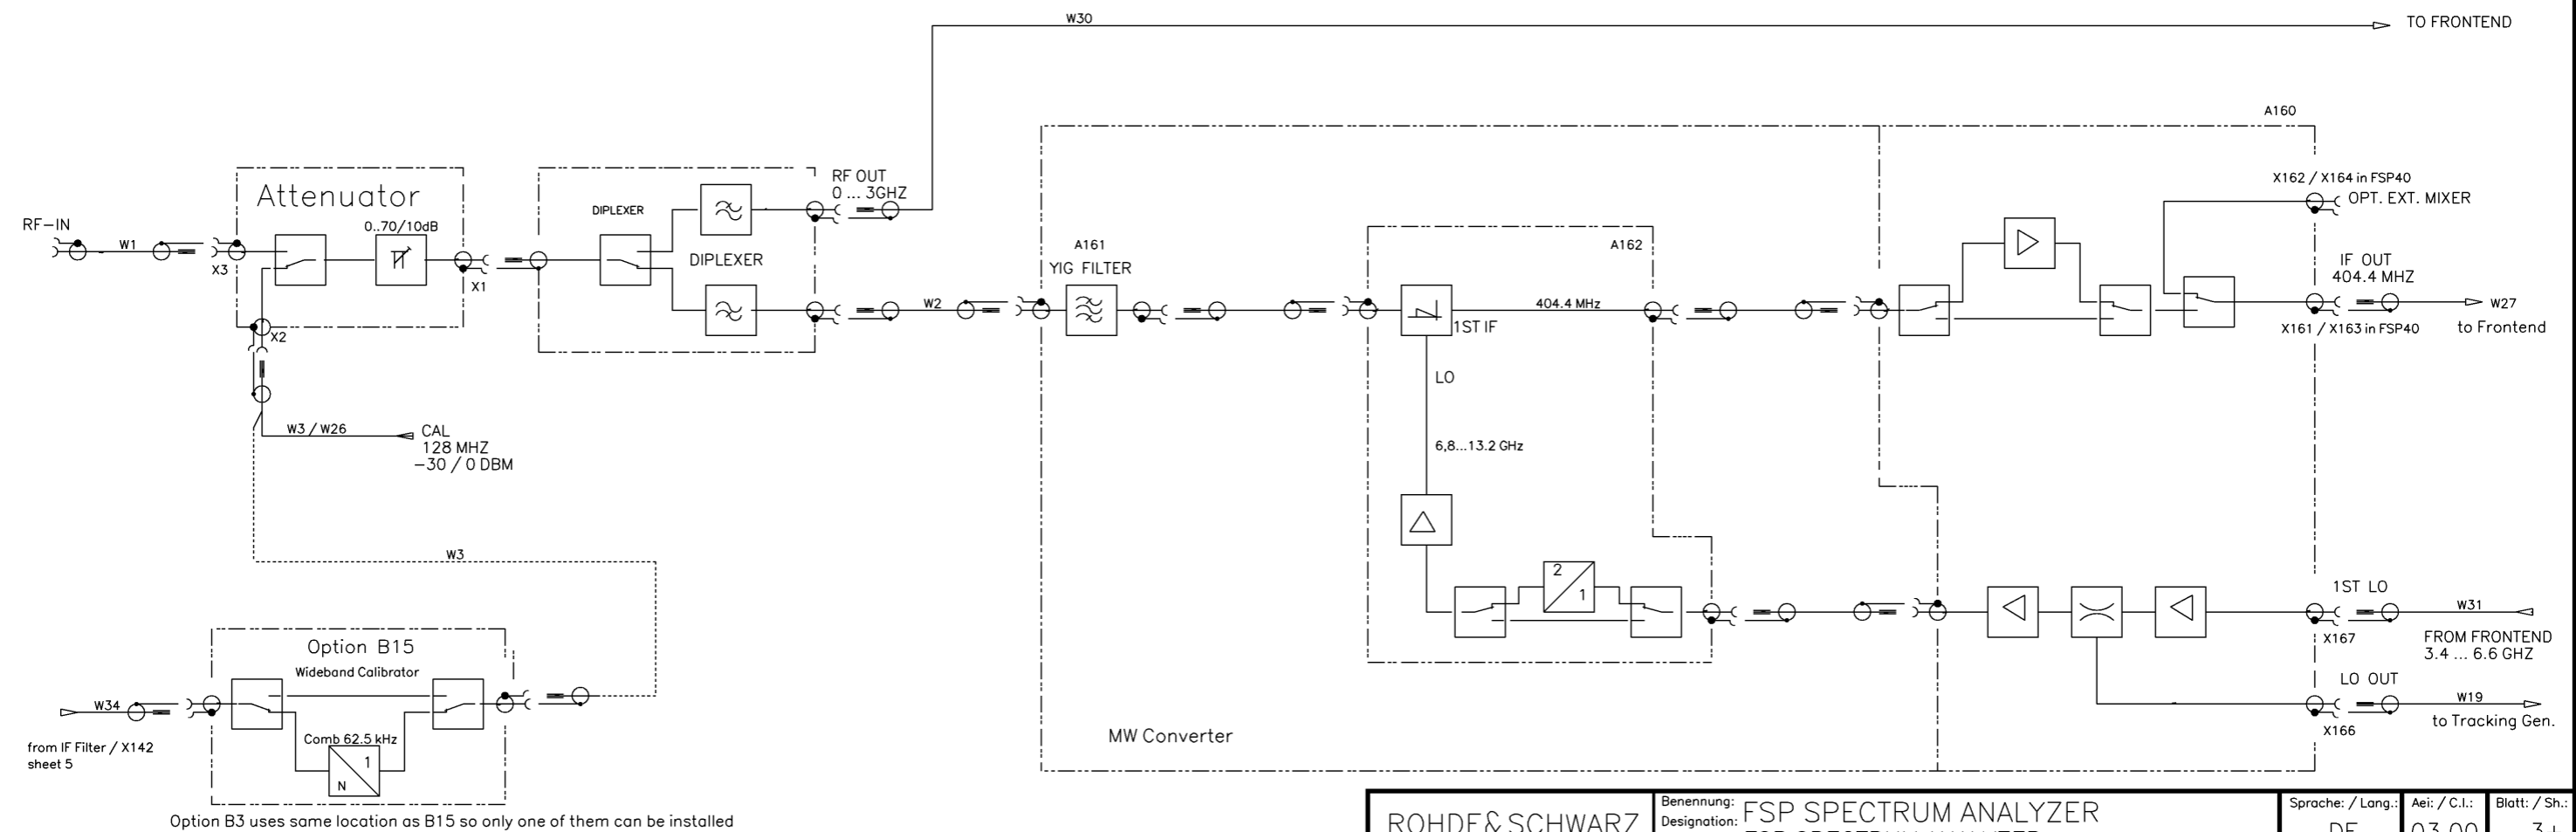 W30
TO FRONTEND
A160
RF-IN
W1
X3
Attenuator
0..70/10dB
X1
X2
W3 / W26
CAL
128 MHZ
-30 / 0 DBM
DIPLEXER
DIPLEXER
RF OUT
0 ... 3GHZ
W2
A161
YIG FILTER
A162
1ST IF
404.4 MHz
LO
6,8...13.2 GHz
2
1
MW Converter
X162 / X164 in FSP40
OPT. EXT. MIXER
IF OUT
404.4 MHZ
W27
X161 / X163 in FSP40
to Frontend
1ST LO
W31
X167
FROM FRONTEND
3.4 ... 6.6 GHZ
LO OUT
W19
X166
to Tracking Gen.
W3
Option B15
Wideband Calibrator
W34
Comb 62.5 kHz
1
N
from IF Filter / X142
sheet 5
Option B3 uses same location as B15 so only one of them can be installed
ROHDE&SCHWARZ
Benennung: FSP SPECTRUM ANALYZER
Designation:
Sprache: / Lang.:
Aei: / C.I.:
Blatt: / Sh.: